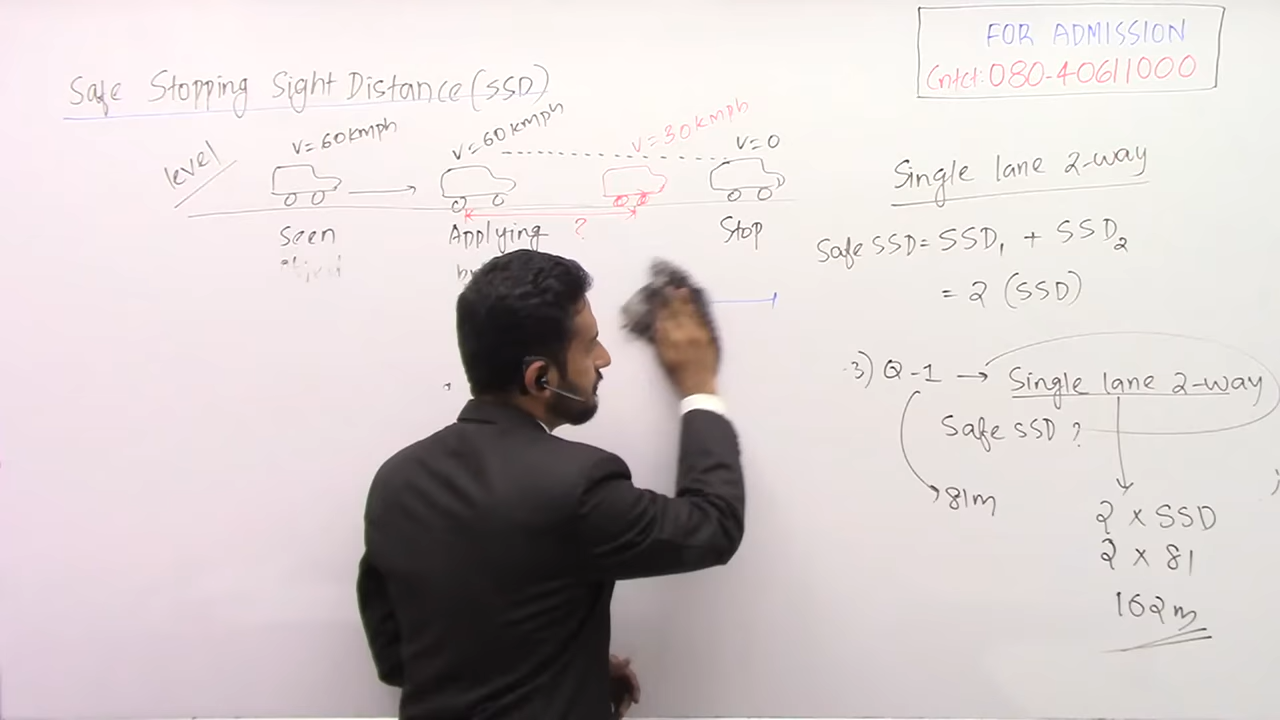 FOR ADMISSION
Cntct: 080-40611000
Safe Stopping Sight Distance (SSD)
level
V=60kmph
V=60kmph
V=30kmph
V=0
Seen
Applying
?
Stop
Single lane 2-way
Safe SSD = SSD1 + SSD2
= 2 (SSD)
3) Q-1 → Single lane 2-way
Safe SSD ?
81m
2 × SSD
2 × 81
162m